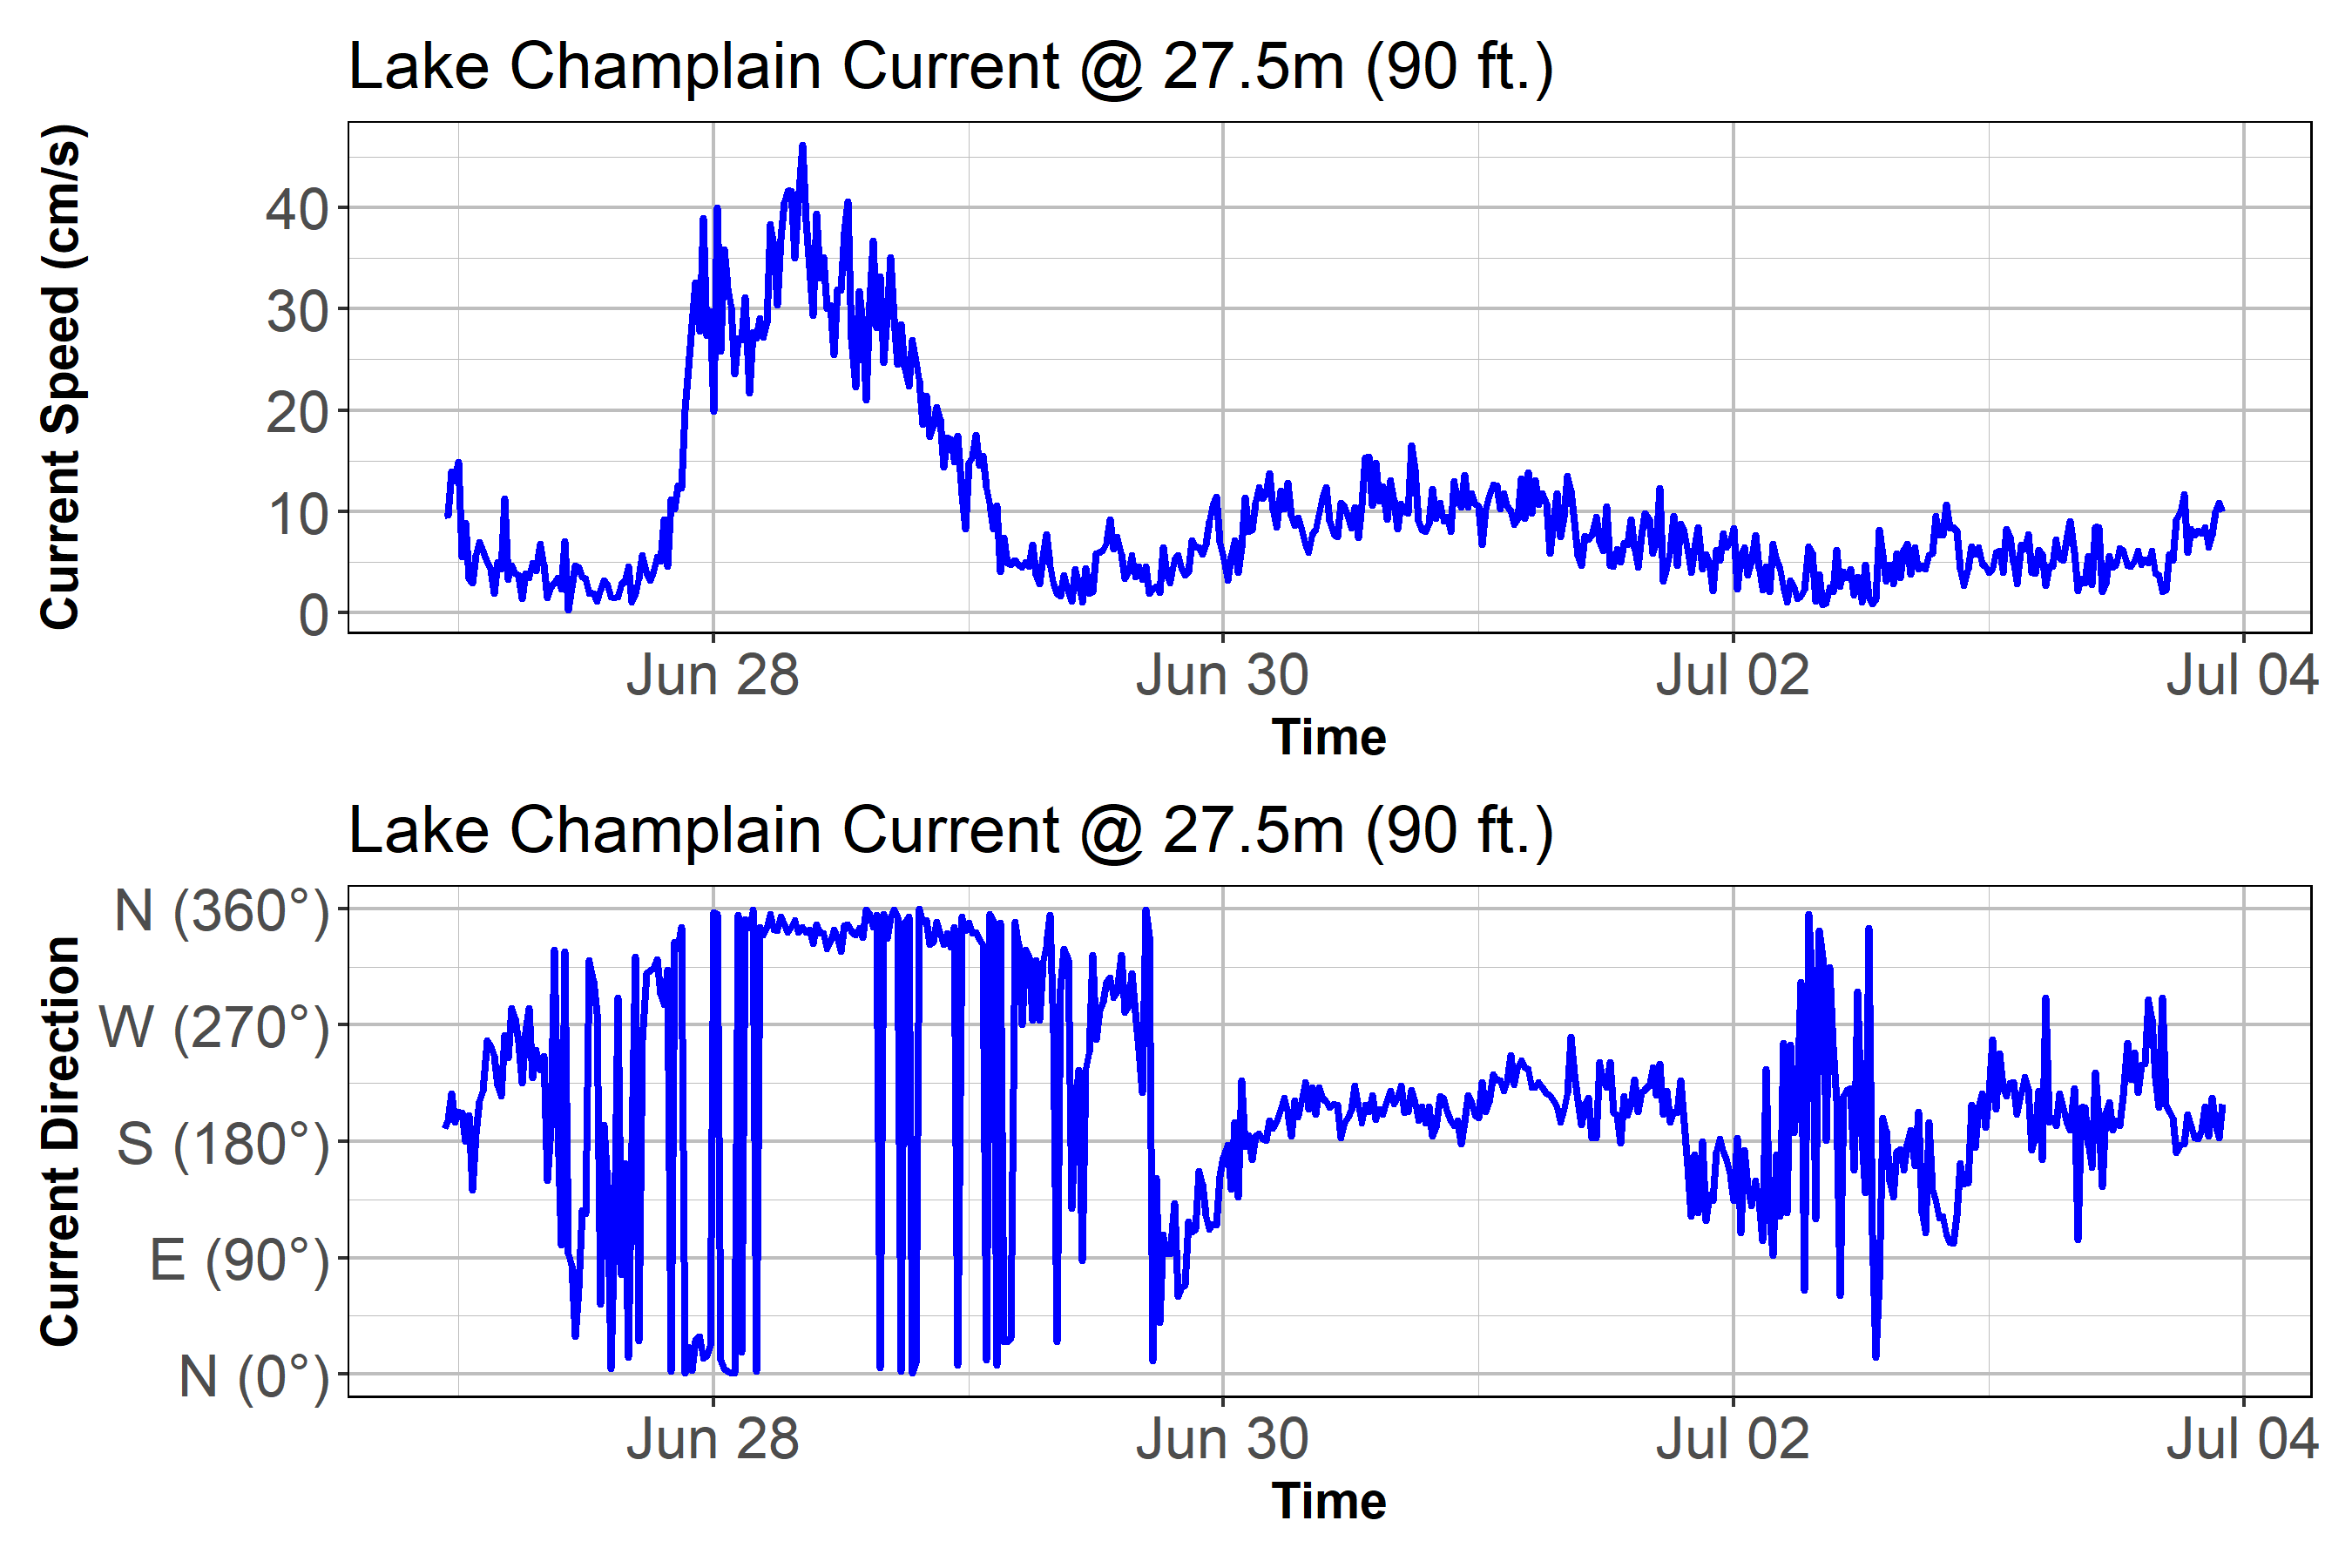 Lake Champlain Current @ 27.5m (90 ft.)
Current Speed (cm/s)
40
30
20
10
0
Jun 28 Jun 30 Jul 02 Jul 04
Time
Lake Champlain Current @ 27.5m (90 ft.)
Current Direction
N (360°)
W (270°)
S (180°)
E (90°)
N (0°)
Jun 28 Jun 30 Jul 02 Jul 04
Time